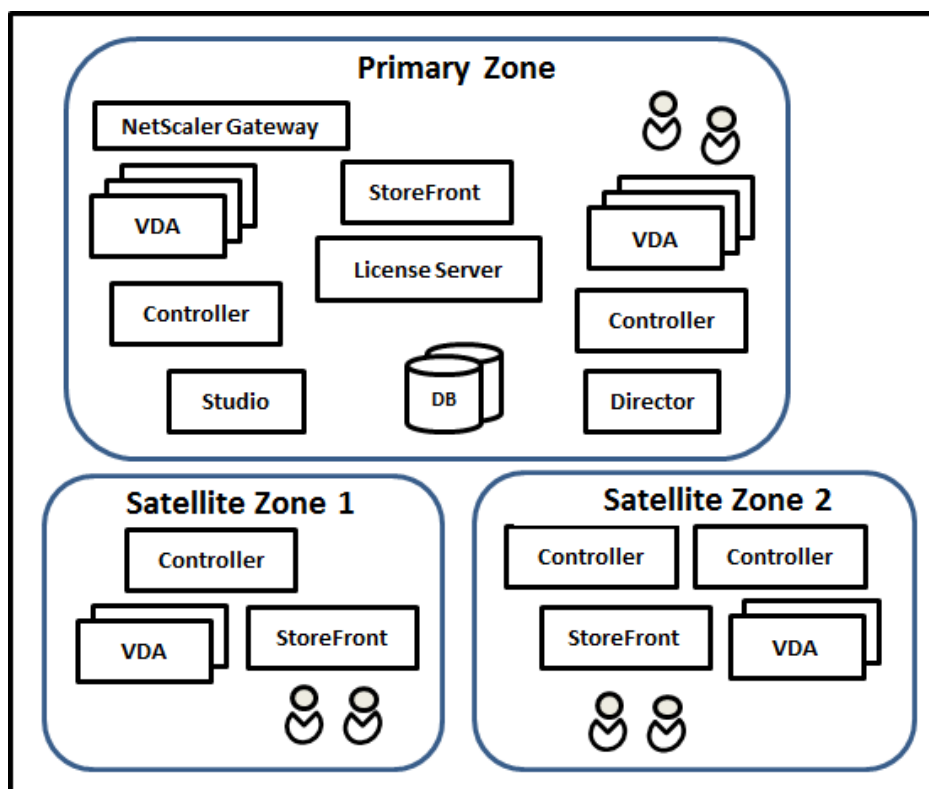 Primary Zone
NetScaler Gateway
StoreFront
VDA
VDA
License Server
Controller
Controller
Studio
DB
Director
Satellite Zone 1
Controller
VDA
StoreFront
Satellite Zone 2
Controller
Controller
StoreFront
VDA